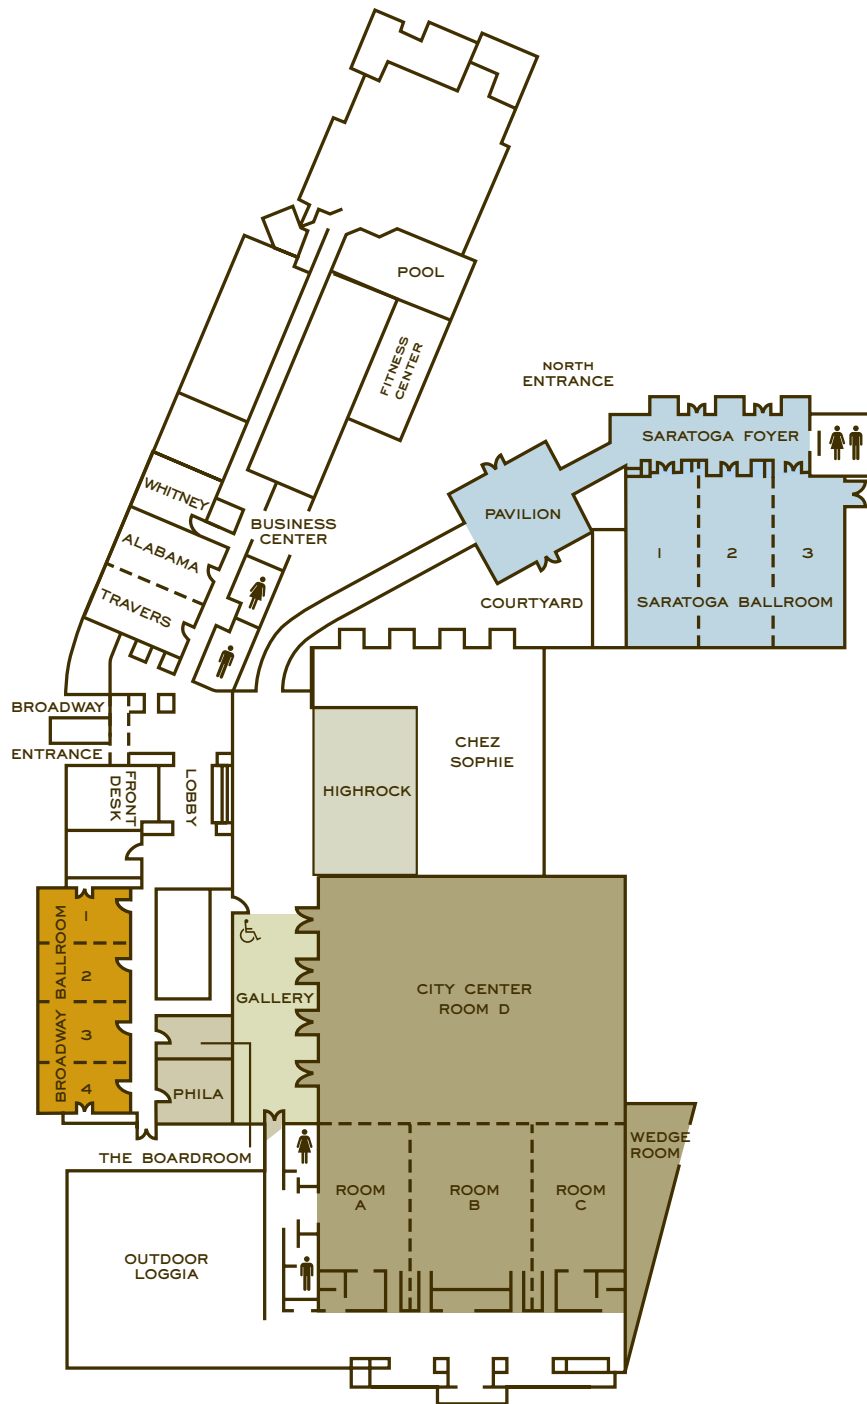 POOL
FITNESS
CENTER
NORTH
ENTRANCE
SARATOGA FOYER
WHITNEY
BUSINESS
CENTER
PAVILION
ALABAMA
1
2
3
TRAVERS
COURTYARD
SARATOGA BALLROOM
BROADWAY
ENTRANCE
CHEZ
SOPHIE
FRONT
DESK
LOBBY
HIGHROCK
BROADWAY BALLROOM
1
2
3
4
GALLERY
CITY CENTER
ROOM D
PHILA
THE BOARDROOM
WEDGE
ROOM
ROOM
A
ROOM
B
ROOM
C
OUTDOOR
LOGGIA